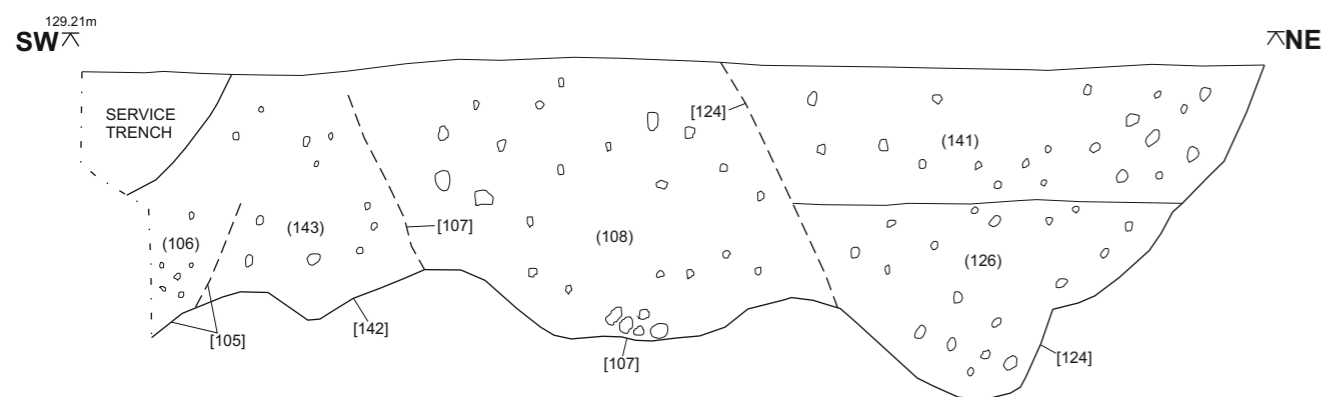 129.21m
SW
NE
SERVICE
TRENCH
[124]
(141)
(106)
(143)
[107]
(108)
(126)
[105]
[142]
[107]
[124]